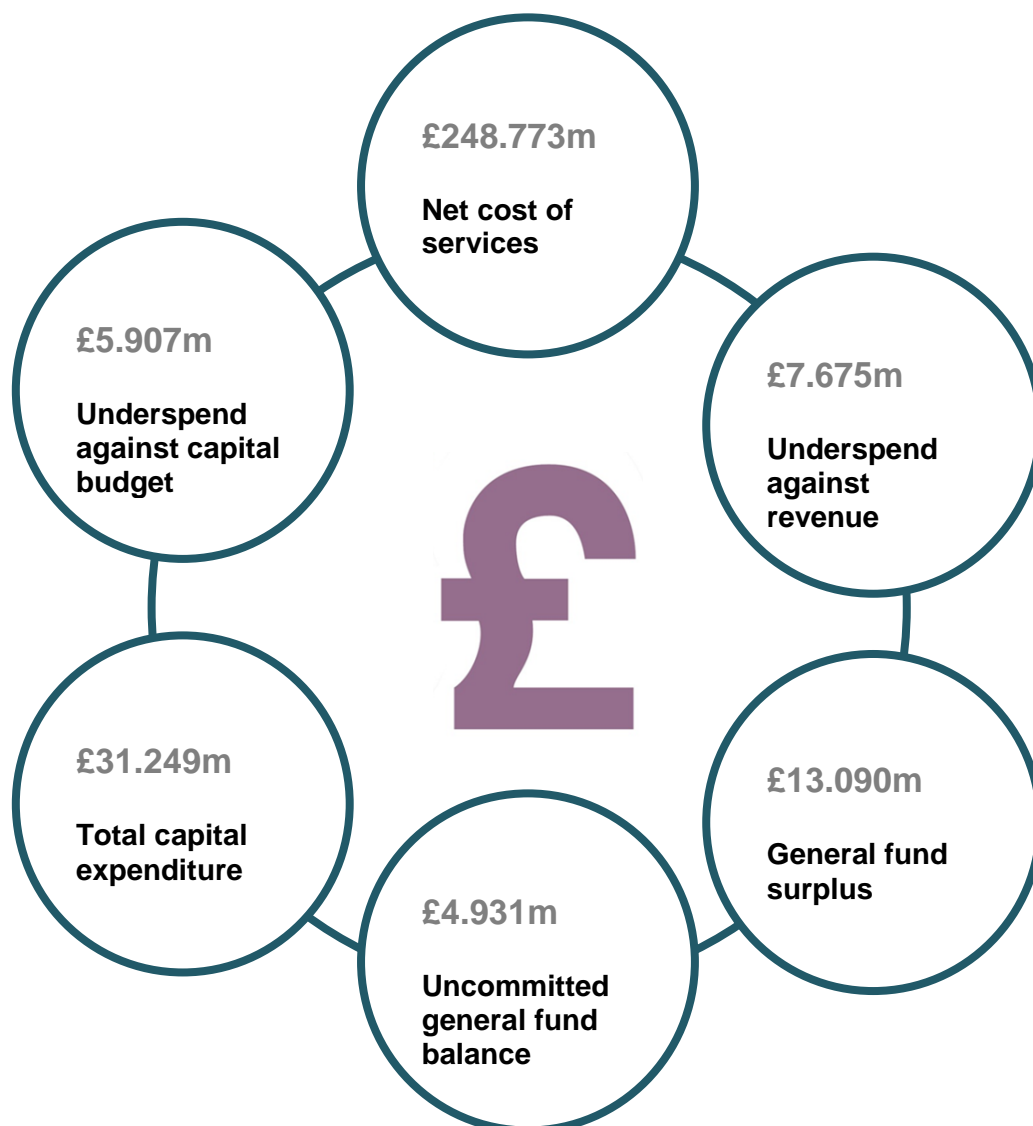 £248.773m
Net cost of
services
£7.675m
Underspend
against
revenue
£13.090m
General fund
surplus
£4.931m
Uncommitted
general fund
balance
£31.249m
Total capital
expenditure
£5.907m
Underspend
against capital
budget
£